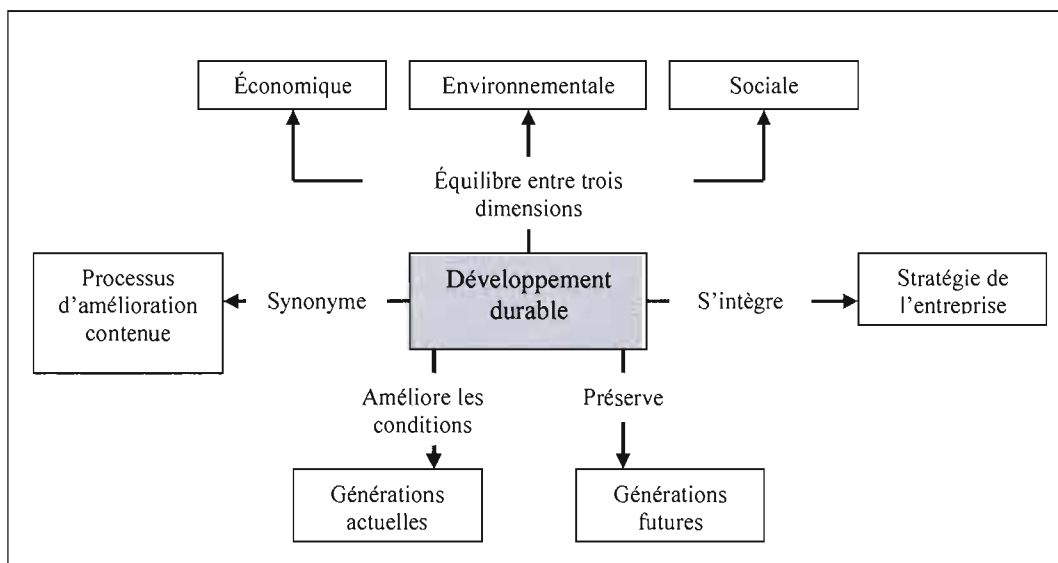 Économique
Environnementale
Sociale
Équilibre entre trois
dimensions
Processus
d'amélioration
contenue
Synonyme
Développement
durable
S'intègre
Stratégie de
l'entreprise
Améliore les
conditions
Préserve
Générations
actuelles
Générations
futures